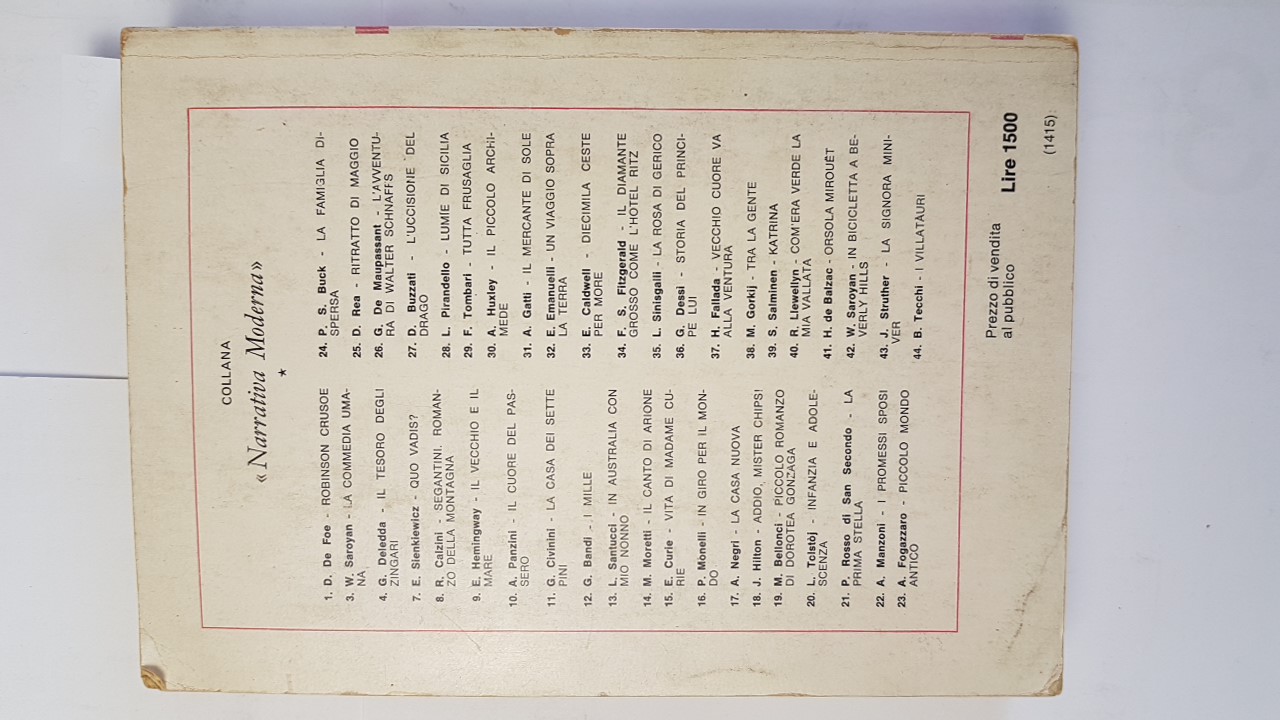 COLLANA
«Narrativa Moderna»
★
1. D. De Foe - ROBINSON CRUSOE
3. W. Saroyan - LA COMMEDIA UMA-
NA
4. G. Deledda - IL TESORO DEGLI
ZINGARI
7. E. Sienkiewicz - QUO VADIS?
8. R. Calzini - SEGANTINI, ROMAN-
ZO DELLA MONTAGNA
9. E. Hemingway - IL VECCHIO E IL
MARE
10. A. Panzini - IL CUORE DEL PAS-
SERO
11. G. Civinini - LA CASA DEI SETTE
PINI
12. G. Bandi - I MILLE
13. L. Santucci - IN AUSTRALIA CON
MIO NONNO
14. M. Moretti - IL CANTO DI ARIONE
15. E. Curie - VITA DI MADAME CU-
RIE
16. P. Monelli - IN GIRO PER IL MON-
DO
17. A. Negri - LA CASA NUOVA
18. J. Hilton - ADDIO, MISTER CHIPS!
19. M. Bellonci - PICCOLO ROMANZO
DI DOROTEA GONZAGA
20. L. Tolstòj - INFANZIA E ADOLE-
SCENZA
21. P. Rosso di San Secondo - LA
PRIMA STELLA
22. A. Manzoni - I PROMESSI SPOSI
23. A. Fogazzaro - PICCOLO MONDO
ANTICO
24. P. S. Buck - LA FAMIGLIA DI-
SPERSA
25. D. Rea - RITRATTO DI MAGGIO
26. G. De Maupassant - L'AVVENTU-
RA DI WALTER SCHNAFFS
27. D. Buzzati - L'UCCISIONE DEL
DRAGO
28. L. Pirandello - LUMIE DI SICILIA
29. F. Tombari - TUTTA FRUSAGLIA
30. A. Huxley - IL PICCOLO ARCHI-
MEDE
31. A. Gatti - IL MERCANTE DI SOLE
32. E. Emanuelli - UN VIAGGIO SOPRA
LA TERRA
33. E. Caldwell - DIECIMILA CESTE
PER MORE
34. F. S. Fitzgerald - IL DIAMANTE
GROSSO COME L'HOTEL RITZ
35. L. Sinisgalli - LA ROSA DI GERICO
36. G. Dessì - STORIA DEL PRINCI-
PE LUI
37. H. Fallada - VECCHIO CUORE VA
ALLA VENTURA
38. M. Gorkij - TRA LA GENTE
39. S. Salminen - KATRINA
40. R. Llewellyn - COM'ERA VERDE LA
MIA VALLATA
41. H. de Balzac - ORSOLA MIROUËT
42. W. Saroyan - IN BICICLETTA A BE-
VERLY HILLS
43. J. Struther - LA SIGNORA MINI-
VER
44. B. Tecchi - I VILLATÀURI
Prezzo di vendita
al pubblico Lire 1500
(1415)